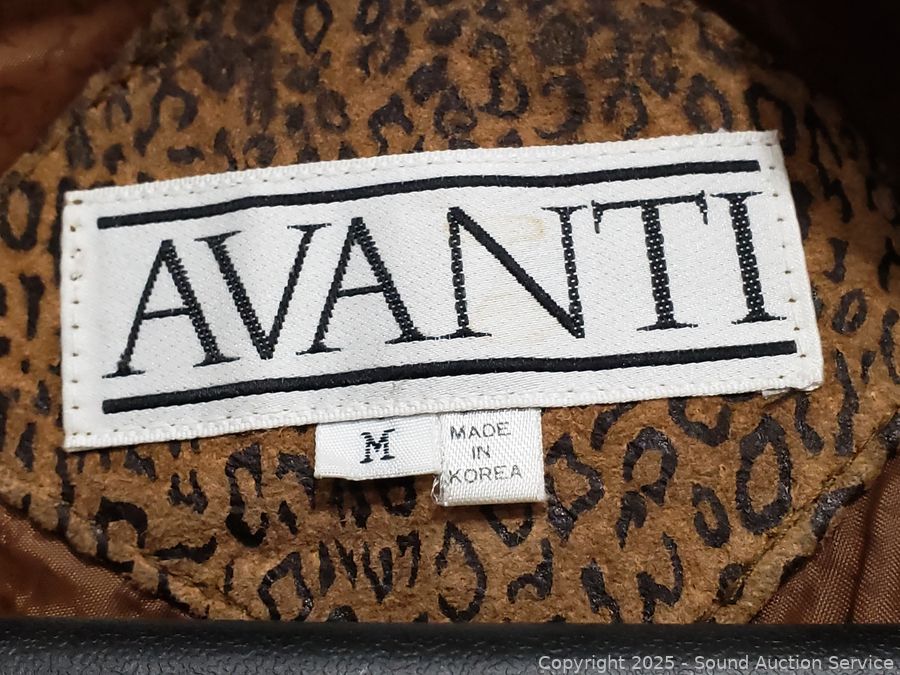 AVANTI
M
MADE
IN
KOREA
Copyright 2025 - Sound Auction Service